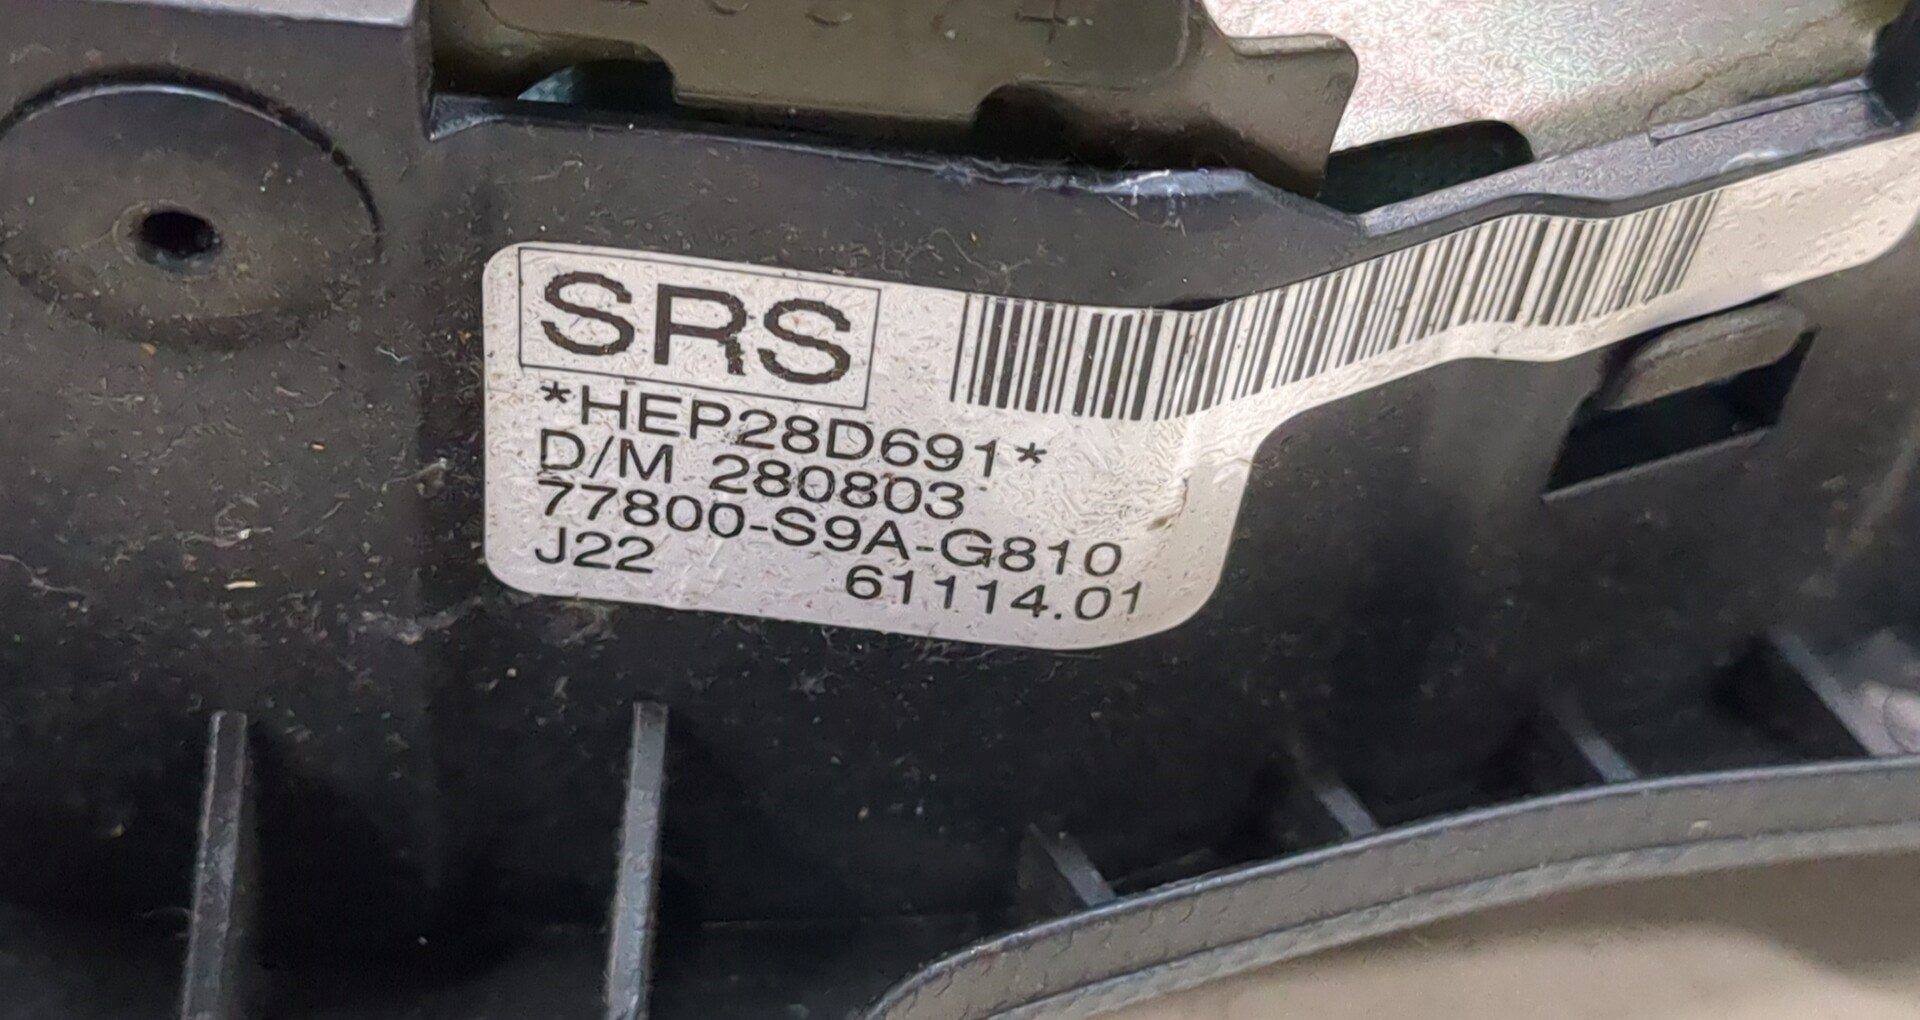 SRS
*HEP28D691*
D/M 280803
77800-S9A-G810
J22 61114.01